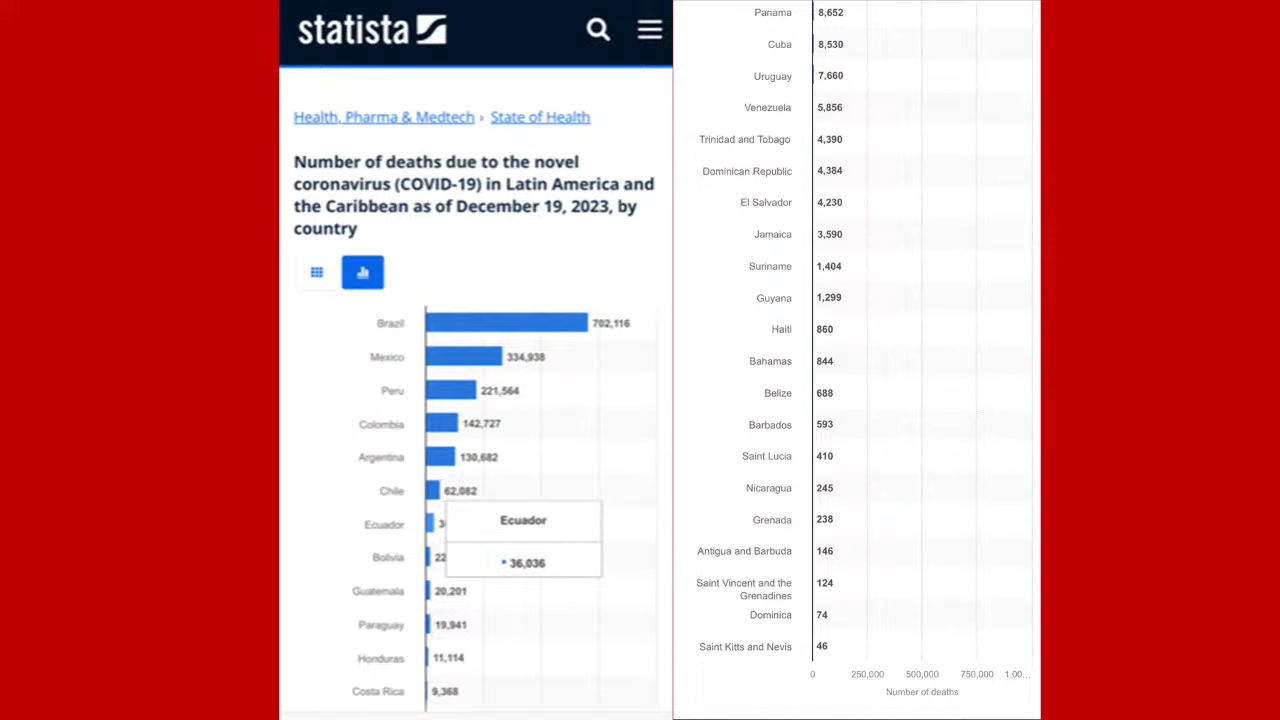 statista
Health, Pharma & Medtech › State of Health
Number of deaths due to the novel
coronavirus (COVID-19) in Latin America and
the Caribbean as of December 19, 2023, by
country
Brazil 702,116
Mexico 334,938
Peru 221,564
Colombia 142,727
Argentina 130,682
Chile 62,082
Ecuador 3
Ecuador
36,036
Bolivia 22
Guatemala 20,201
Paraguay 19,941
Honduras 11,114
Costa Rica 9,368
Panama 8,652
Cuba 8,530
Uruguay 7,660
Venezuela 5,856
Trinidad and Tobago 4,390
Dominican Republic 4,384
El Salvador 4,230
Jamaica 3,590
Suriname 1,404
Guyana 1,299
Haiti 860
Bahamas 844
Belize 688
Barbados 593
Saint Lucia 410
Nicaragua 245
Grenada 238
Antigua and Barbuda 146
Saint Vincent and the 124
Grenadines
Dominica 74
Saint Kitts and Nevis 46
0 250,000 500,000 750,000 1,00...
Number of deaths